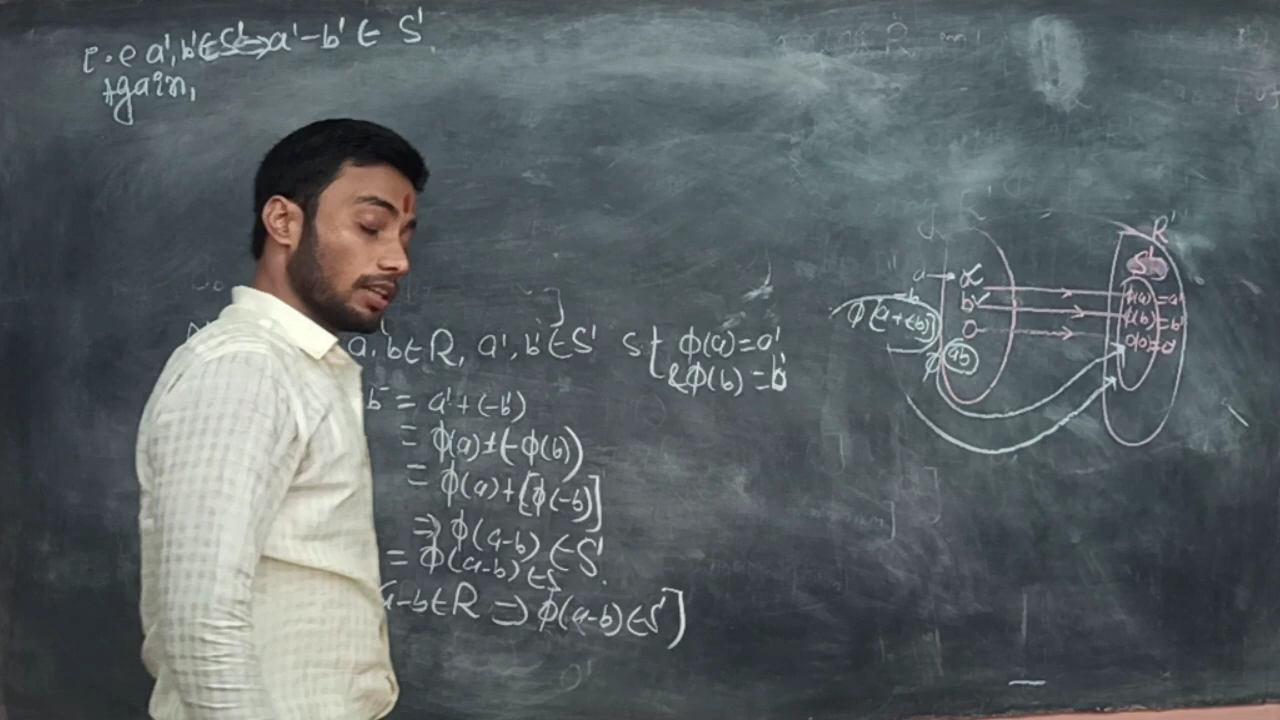 i.e a', b' ∈ S' ⇒ a' - b' ∈ S'.
Again,
a, b ∈ R, a', b' ∈ S' s.t ϕ(a) = a'
& ϕ(b) = b'
b' = a' + (-b')
= ϕ(a) + (-ϕ(b))
= ϕ(a) + [ϕ(-b)]
⇒ ϕ(a-b) ∈ S'.
= ϕ(a-b) ∈ S'
a-b ∈ R ⇒ ϕ(a-b) ∈ S']
R'
S'
a
b
b
0
ϕ(a) = a'
ϕ(b) = b'
ϕ(0) = 0'
ϕ[a+(-b)]
ϕ(ab)